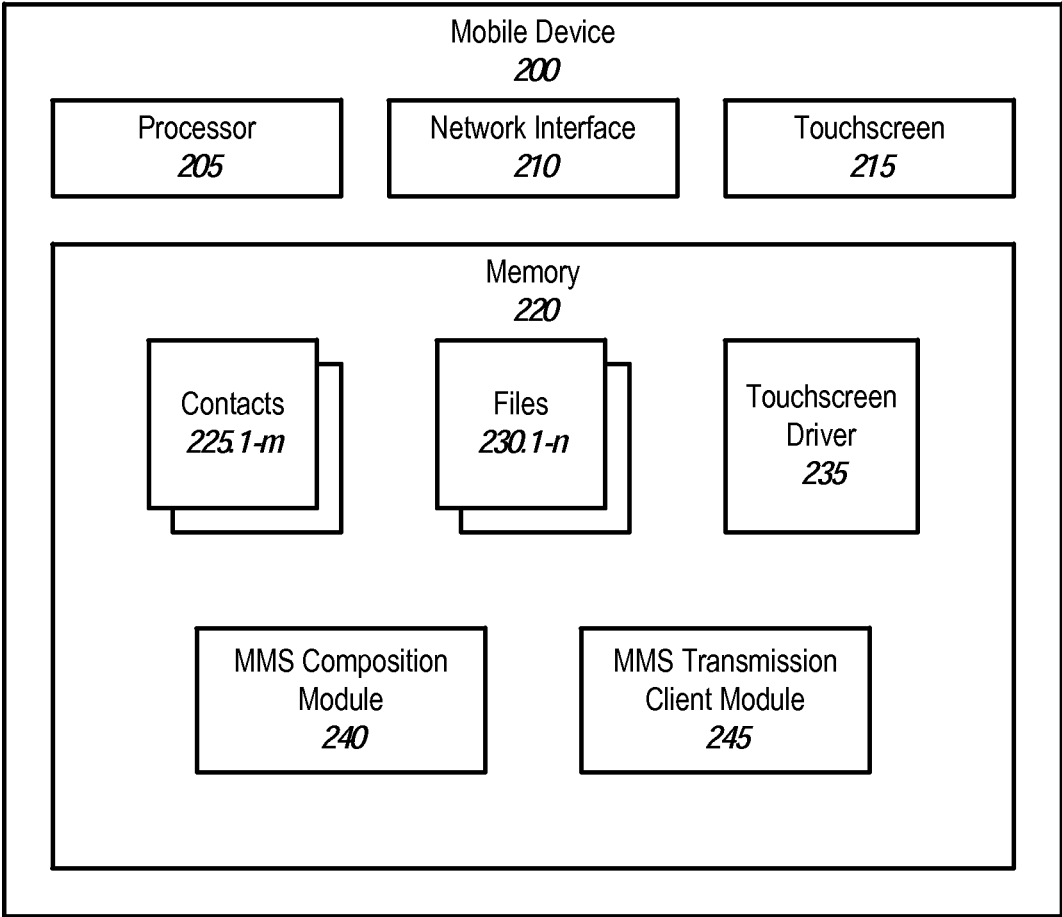 Mobile Device
200
Processor
205
Network Interface
210
Touchscreen
215
Memory
220
Contacts
225.1-m
Files
230.1-n
Touchscreen
Driver
235
MMS Composition
Module
240
MMS Transmission
Client Module
245